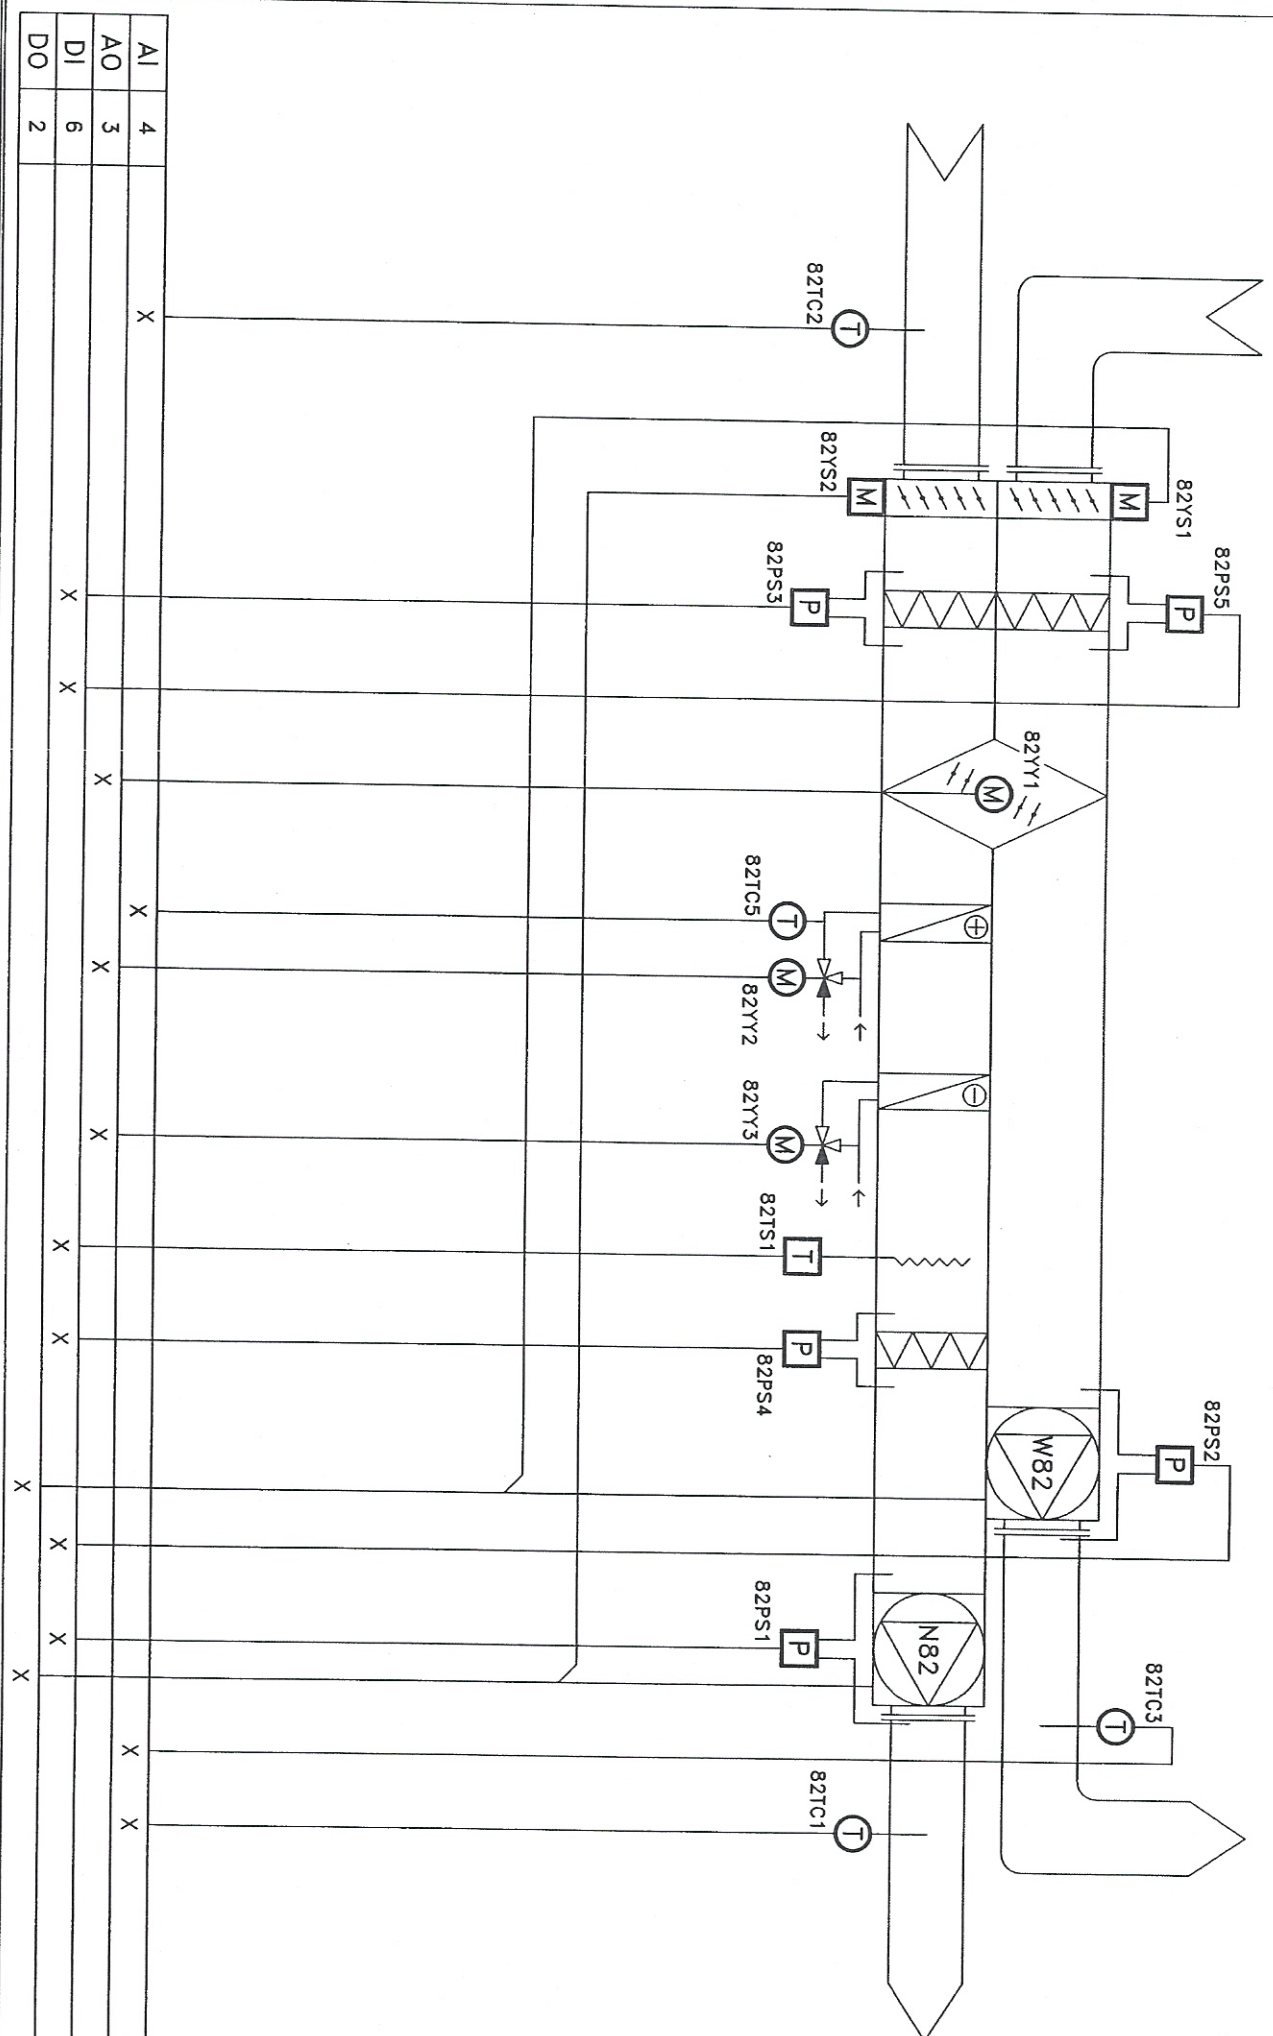 82PS5
82YS1
82PS2
82TC3
M
P
P
T
82YY1
M
W82
N82
82TC2
T
82YS2
M
82PS3
P
82TC5
T
M
82YY2
82YY3
M
82TS1
T
P
82PS4
82PS1
P
82TC1
T
AI 4 X X X X
AO 3 X X X
DI 6 X X X X X X
DO 2 X X